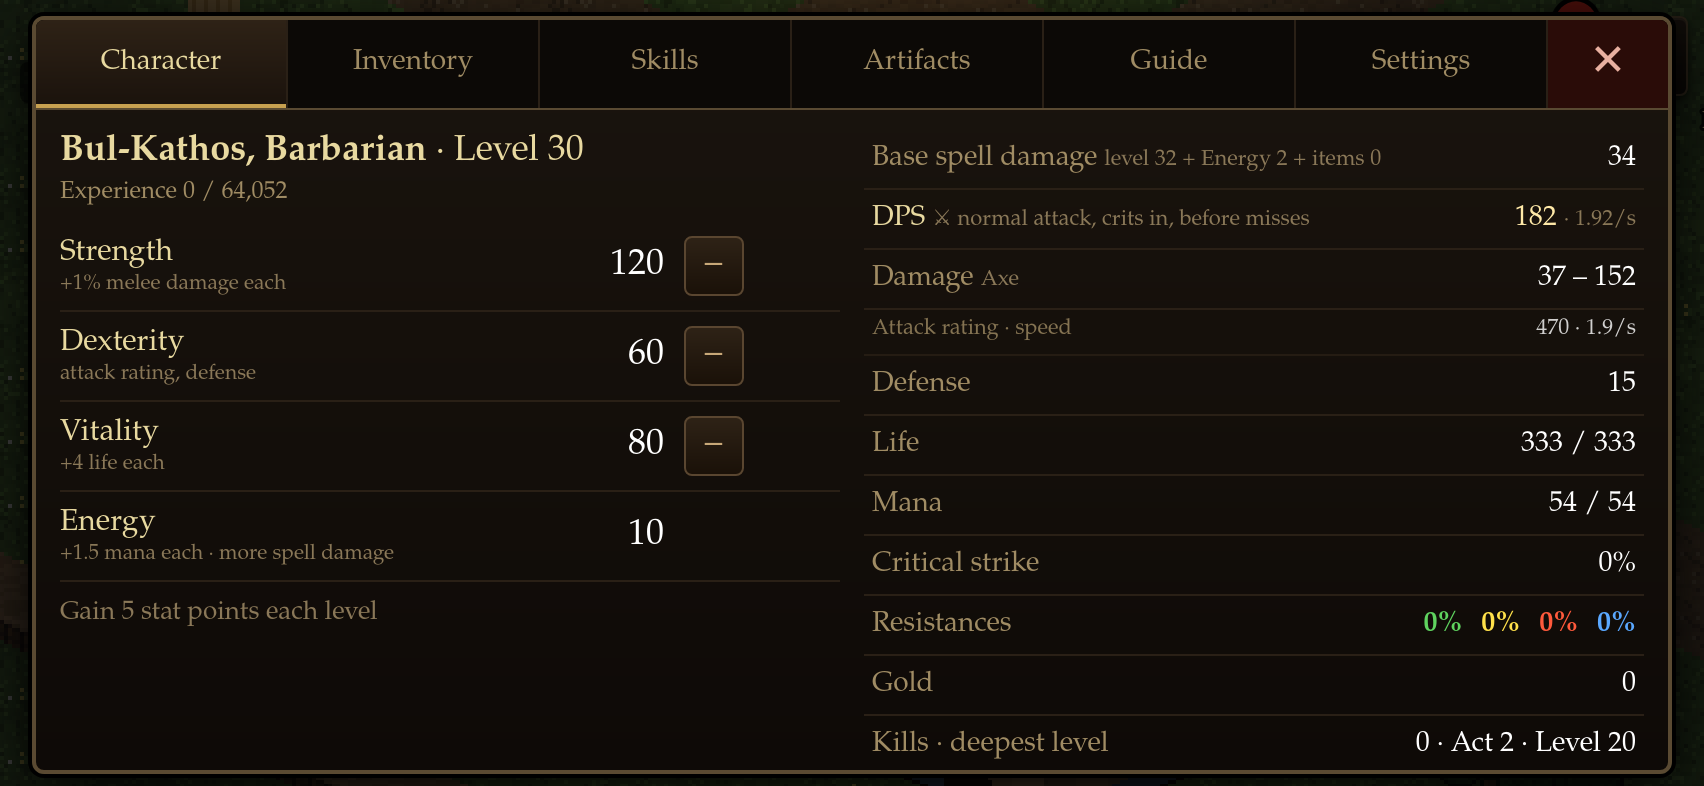 Character Inventory Skills Artifacts Guide Settings ✕
Bul-Kathos, Barbarian · Level 30
Experience 0 / 64,052
Strength
+1% melee damage each
120 –
Dexterity
attack rating, defense
60 –
Vitality
+4 life each
80 –
Energy
+1.5 mana each · more spell damage
10
Gain 5 stat points each level
Base spell damage level 32 + Energy 2 + items 0 34
DPS ⚔ normal attack, crits in, before misses 182 · 1.92/s
Damage Axe 37 – 152
Attack rating · speed 470 · 1.9/s
Defense 15
Life 333 / 333
Mana 54 / 54
Critical strike 0%
Resistances 0% 0% 0% 0%
Gold 0
Kills · deepest level 0 · Act 2 · Level 20